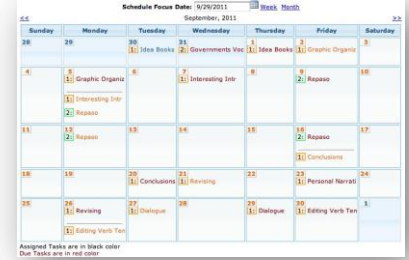 Schedule Focus Date: 9/29/2011 Week Month
<< September, 2011 >>
Sunday Monday Tuesday Wednesday Thursday Friday Saturday
28 29 30 31 1 2 3
1: Idea Books 2: Governments Voc 1: Idea Books 1: Graphic Organiz
4 5 6 7 8 9 10
1: Graphic Organiz 1: Interesting Intr 2: Repaso
1: Interesting Intr
2: Repaso
11 12 13 14 15 16 17
2: Repaso 2: Repaso
1: Conclusions
18 19 20 21 22 23 24
1: Conclusions 1: Revising 1: Personal Narrati
25 26 27 28 29 30 1
1: Revising 1: Dialogue 1: Dialogue 1: Editing Verb Ten
1: Editing Verb Ten
Assigned Tasks are in black color
Due Tasks are in red color